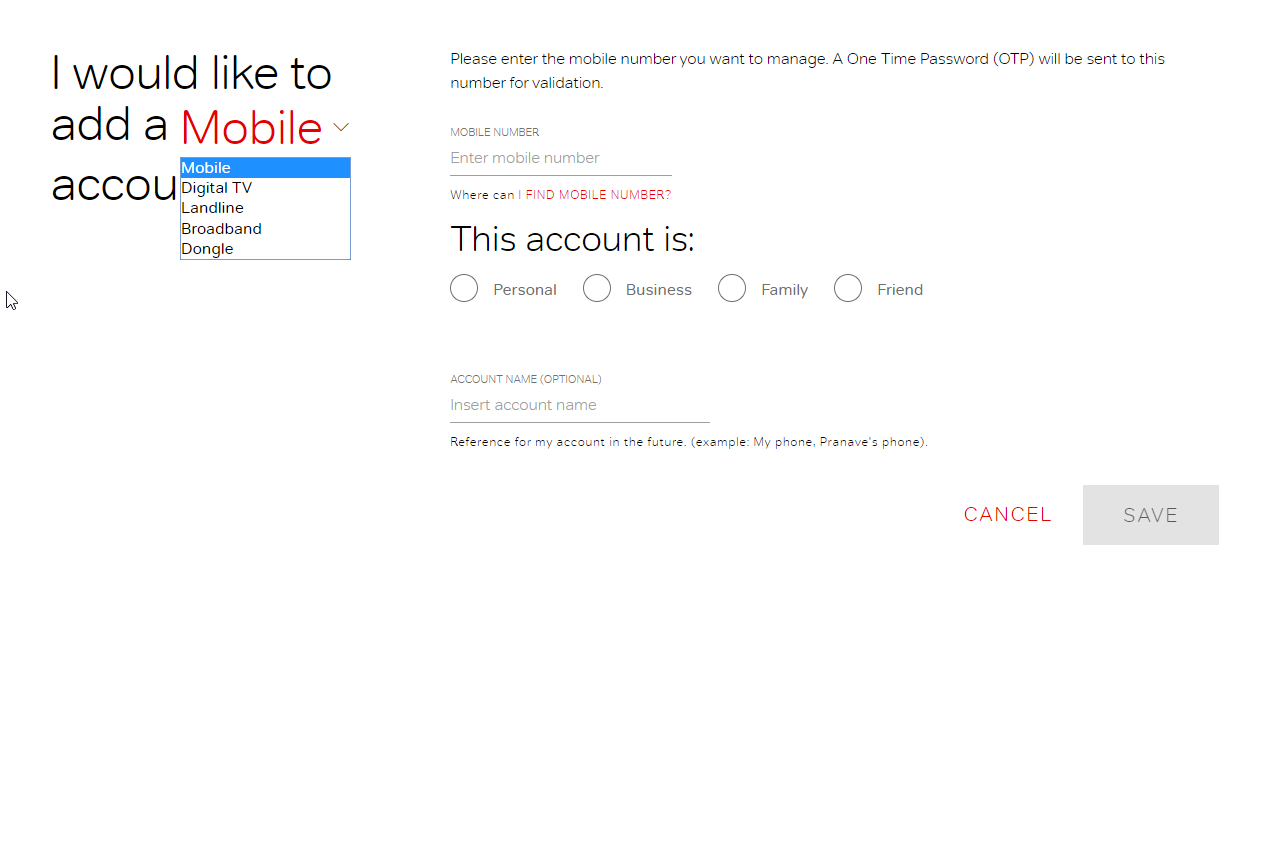 I would like to
add a Mobile
accou
Mobile
Digital TV
Landline
Broadband
Dongle
Please enter the mobile number you want to manage. A One Time Password (OTP) will be sent to this
number for validation.
MOBILE NUMBER
Enter mobile number
Where can I FIND MOBILE NUMBER?
This account is:
Personal Business Family Friend
ACCOUNT NAME (OPTIONAL)
Insert account name
Reference for my account in the future. (example: My phone, Pranave's phone).
CANCEL SAVE